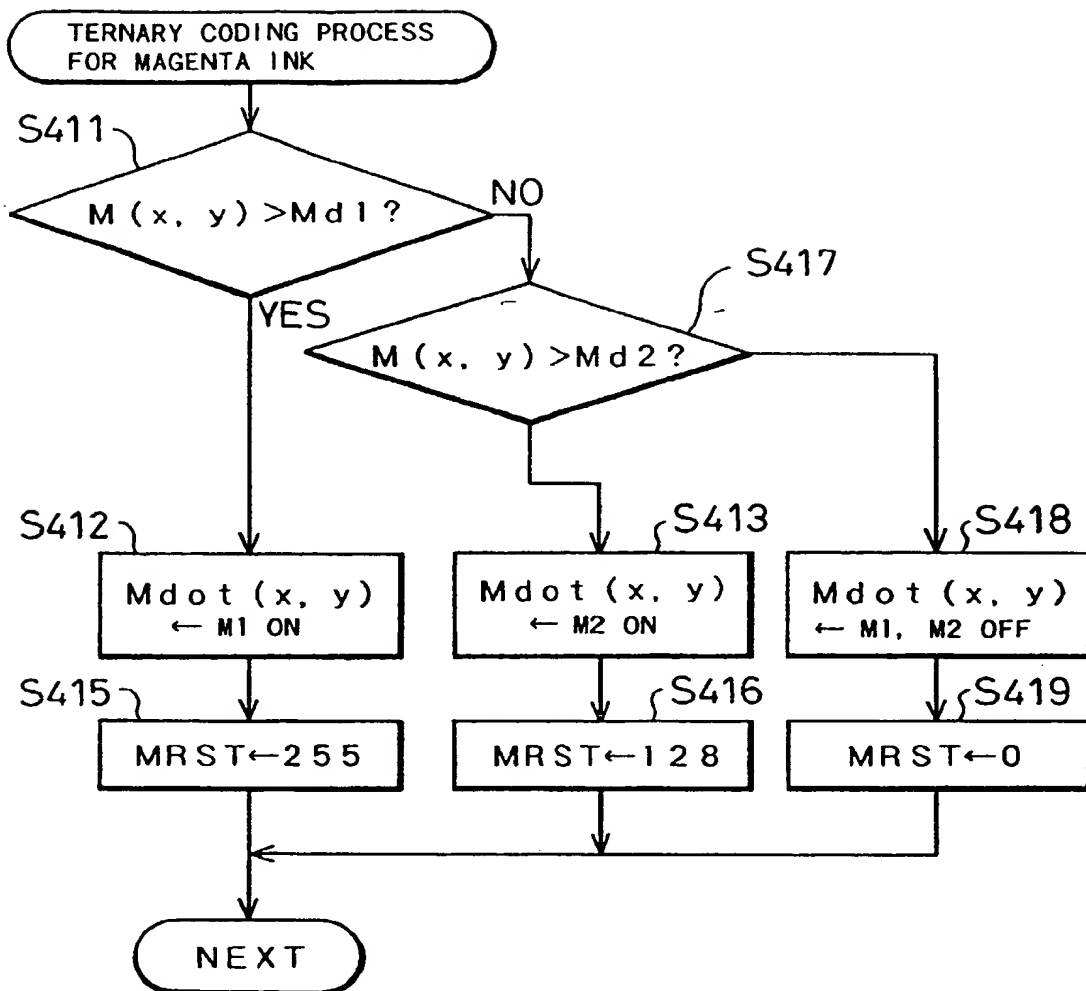 TERNARY CODING PROCESS
FOR MAGENTA INK
S411
M (x, y) >Md1?
NO
YES
S417
M (x, y) >Md2?
S412
Mdot (x, y)
← M1 ON
S413
Mdot (x, y)
← M2 ON
S418
Mdot (x, y)
← M1, M2 OFF
S415
MRST←255
S416
MRST←128
S419
MRST←0
NEXT